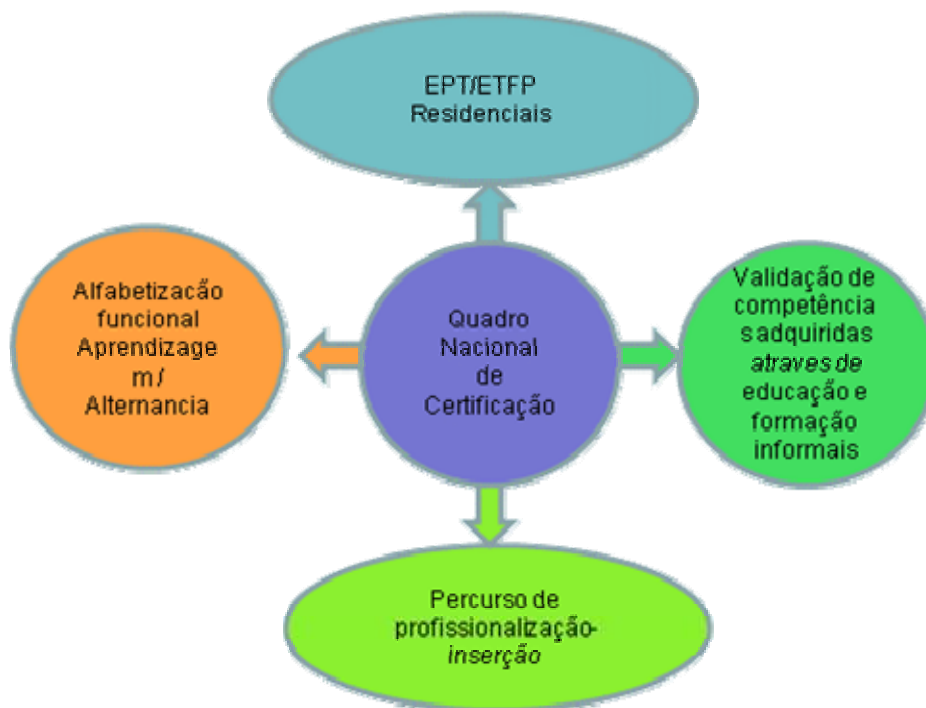 EPT/ETFP
Residenciais
Alfabetizacão
funcional
Aprendizage
m /
Alternancia
Quadro
Nacional
de
Certificação
Validação de
competência
s adquiridas
atraves de
educação e
formação
informais
Percurso de
profissionalização-
inserção